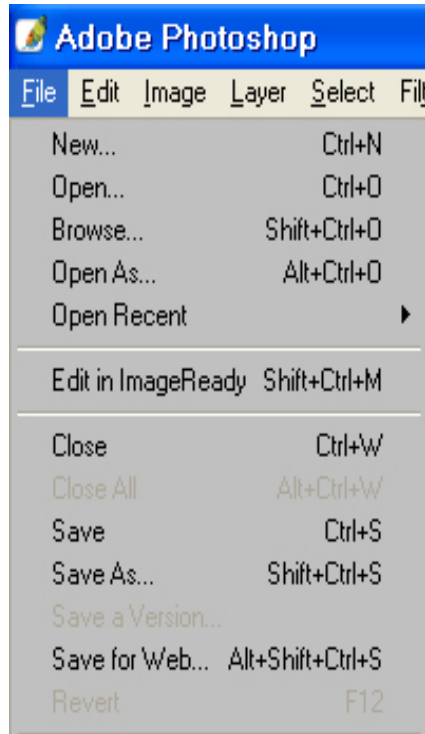 Adobe Photoshop
File Edit Image Layer Select
New... Ctrl+N
Open... Ctrl+O
Browse... Shift+Ctrl+O
Open As... Alt+Ctrl+O
Open Recent
Edit in ImageReady Shift+Ctrl+M
Close Ctrl+W
Close All Alt+Ctrl+W
Save Ctrl+S
Save As... Shift+Ctrl+S
Save a Version...
Save for Web... Alt+Shift+Ctrl+S
Revert F12